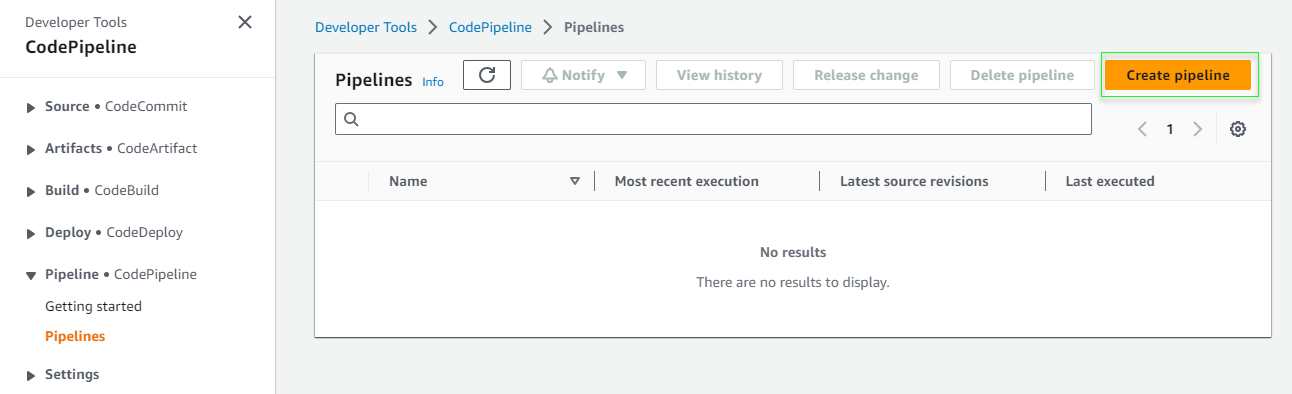 Developer Tools
CodePipeline
Source • CodeCommit
Artifacts • CodeArtifact
Build • CodeBuild
Deploy • CodeDeploy
Pipeline • CodePipeline
Getting started
Pipelines
Settings
Developer Tools > CodePipeline > Pipelines
Pipelines Info Notify View history Release change Delete pipeline Create pipeline
1
Name Most recent execution Latest source revisions Last executed
No results
There are no results to display.